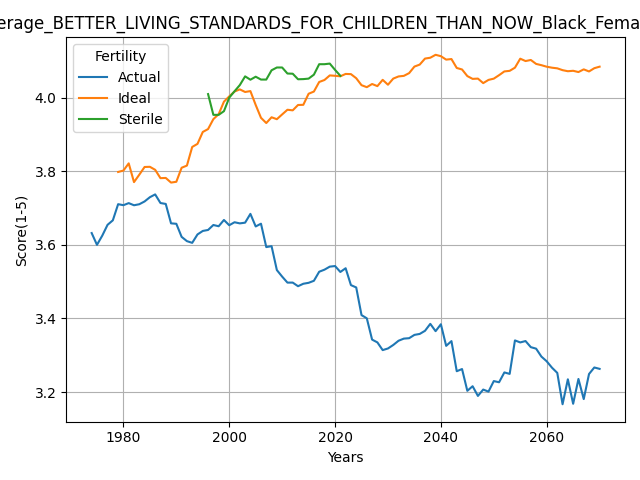 erage_BETTER_LIVING_STANDARDS_FOR_CHILDREN_THAN_NOW_Black_Fema
Fertility
Actual
Ideal
Sterile
Score(1-5)
4.0
3.8
3.6
3.4
3.2
1980 2000 2020 2040 2060
Years